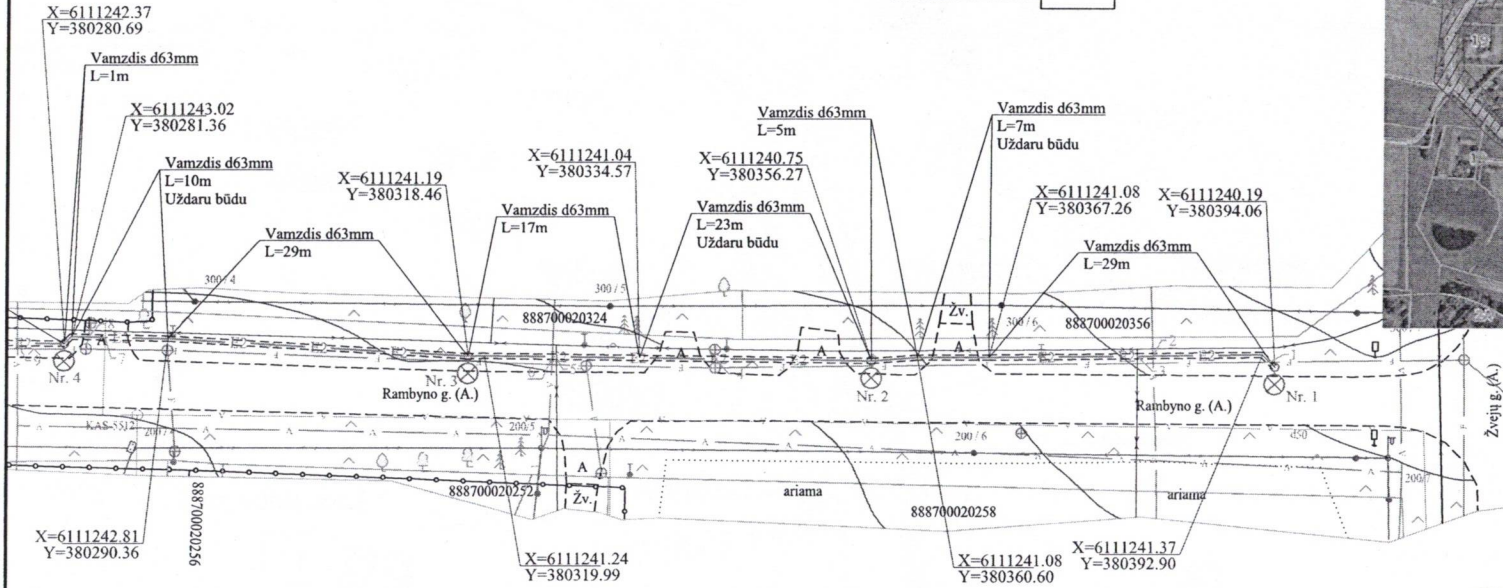 X=6111242.37
Y=380280.69
Vamzdis d63mm
L=1m
X=6111243.02
Y=380281.36
Vamzdis d63mm
L=10m
Uždaru būdu
X=6111241.19
Y=380318.46
Vamzdis d63mm
L=29m
X=6111241.04
Y=380334.57
Vamzdis d63mm
L=17m
Vamzdis d63mm
L=5m
X=6111240.75
Y=380356.27
Vamzdis d63mm
L=23m
Uždaru būdu
Vamzdis d63mm
L=7m
Uždaru būdu
X=6111241.08
Y=380367.26
X=6111240.19
Y=380394.06
Vamzdis d63mm
L=29m
300/4
300/5
888700020324
Žv.
300/6
888700020356
A
A
A
A
Nr. 4
Nr. 3
Nr. 2
Nr. 1
Rambyno g. (A.)
Rambyno g. (A.)
Žvejų g. (A.)
200/5
200/6
d50
200/7
A
Žv.
888700020252
ariama
888700020258
ariama
888700020256
X=6111242.81
Y=380290.36
X=6111241.24
Y=380319.99
X=6111241.08
Y=380360.60
X=6111241.37
Y=380392.90